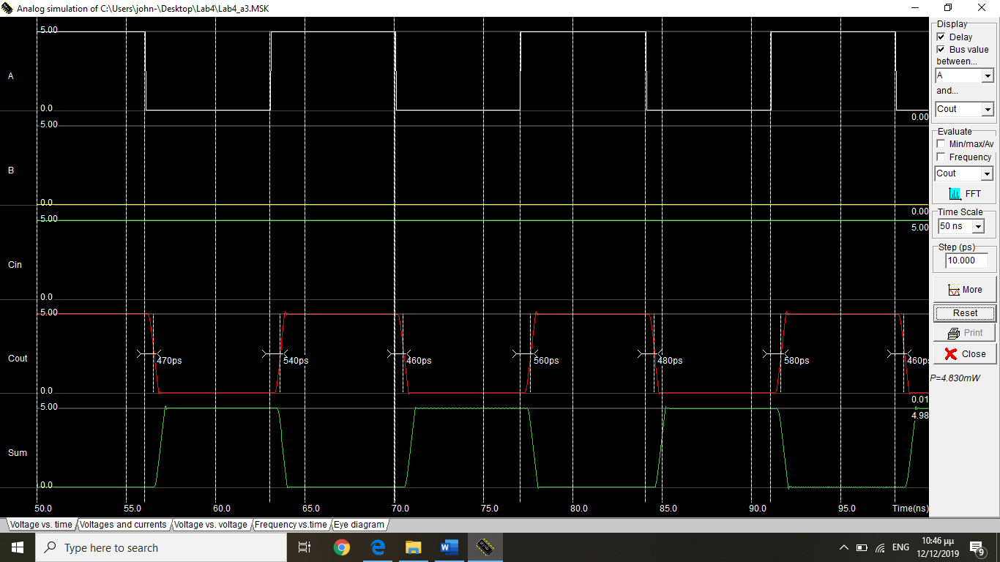 Analog simulation of C:\Users\john-\Desktop\Lab4\Lab4_a3.MSK
5.00
A
0.0
0.00
5.00
B
0.0
0.00
5.00
5.00
Cin
0.0
5.00
Cout
470ps
540ps
460ps
560ps
480ps
580ps
460ps
0.0
0.01
5.00
4.98
Sum
0.0
50.0
55.0
60.0
65.0
70.0
75.0
80.0
85.0
90.0
95.0
Time(ns)
Display
Delay
Bus value
between...
A
and...
Cout
Evaluate
Min/max/Av
Frequency
Cout
FFT
Time Scale
50 ns
Step (ps)
10.000
More
Reset
Print
Close
P=4.830mW
Voltage vs. time
Voltages and currents
Voltage vs. voltage
Frequency vs.time
Eye diagram
Type here to search
ENG
10:46 μμ
12/12/2019
9